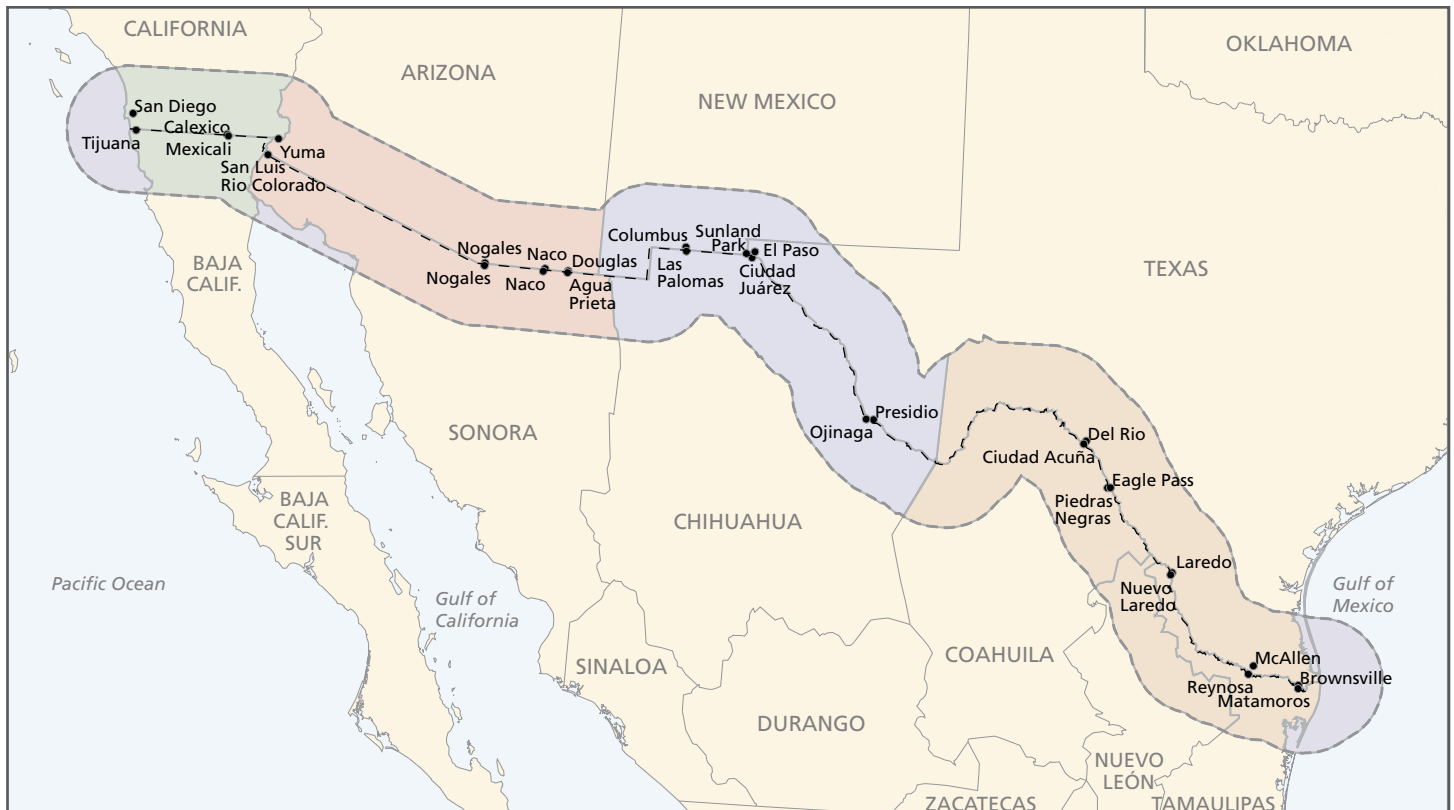 CALIFORNIA
ARIZONA
NEW MEXICO
OKLAHOMA
San Diego
Calexico
Tijuana
Mexicali
Yuma
San Luis
Rio Colorado
Columbus
Sunland
Park
El Paso
Nogales
Naco
Douglas
Las
Palomas
Ciudad
Juárez
Nogales
Naco
Agua
Prieta
BAJA
CALIF.
TEXAS
Presidio
Ojinaga
SONORA
Del Rio
Ciudad Acuña
Eagle Pass
Piedras
Negras
BAJA
CALIF.
SUR
CHIHUAHUA
Laredo
Nuevo
Laredo
Pacific Ocean
Gulf of
California
Gulf of
Mexico
SINALOA
COAHUILA
McAllen
Brownsville
Reynosa
Matamoros
DURANGO
NUEVO
LEÓN
ZACATECAS
TAMAULIPAS